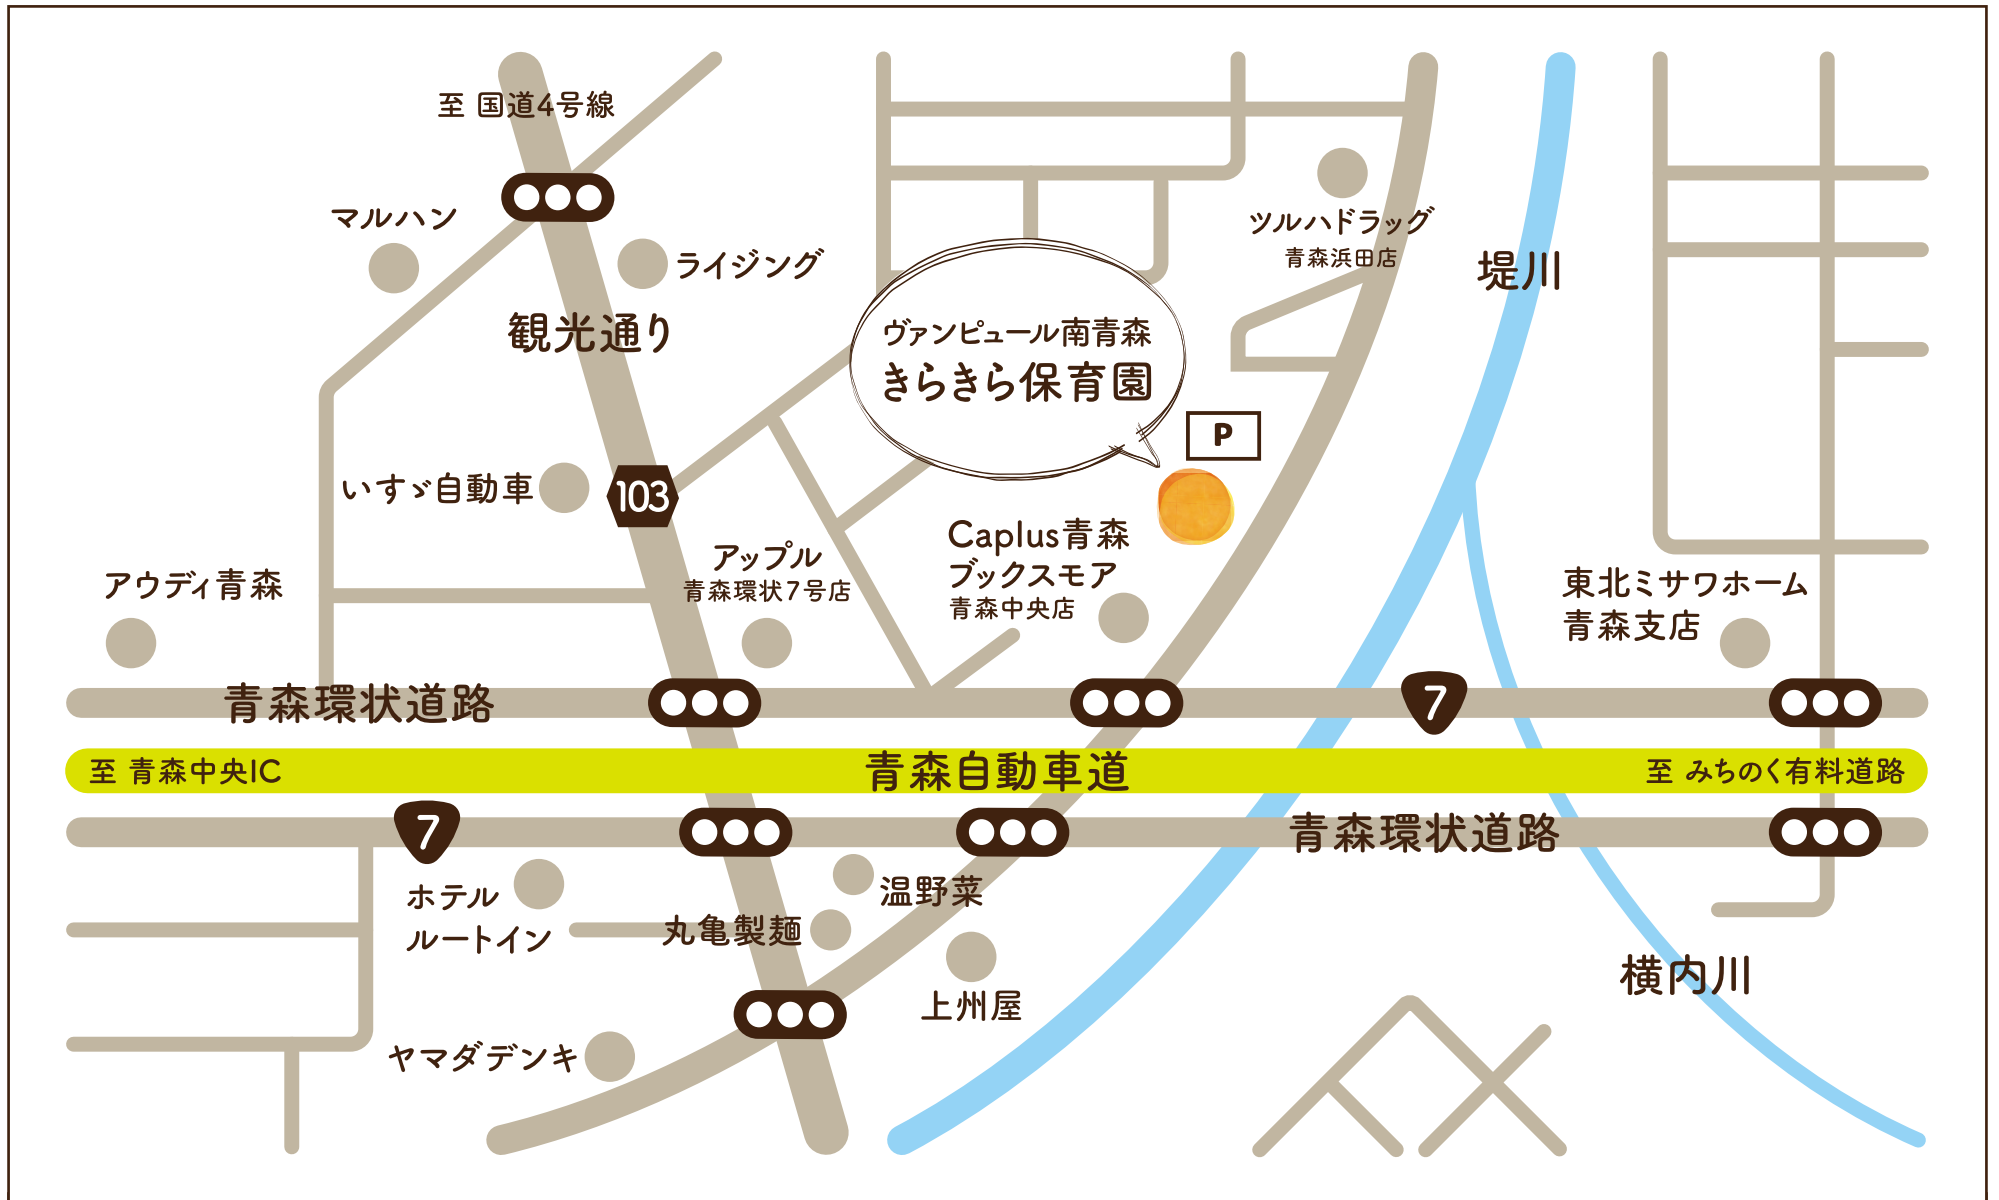 至 国道4号線
マルハン
ライジング
観光通り
ツルハドラッグ
青森浜田店
堤川
ヴァンピュール南青森
きらきら保育園
P
いすゞ自動車
103
Caplus青森
ブックスモア
青森中央店
アップル
青森環状7号店
アウディ青森
東北ミサワホーム
青森支店
青森環状道路
7
至 青森中央IC
青森自動車道
至 みちのく有料道路
7
青森環状道路
ホテル
ルートイン
温野菜
丸亀製麺
上州屋
横内川
ヤマダデンキ